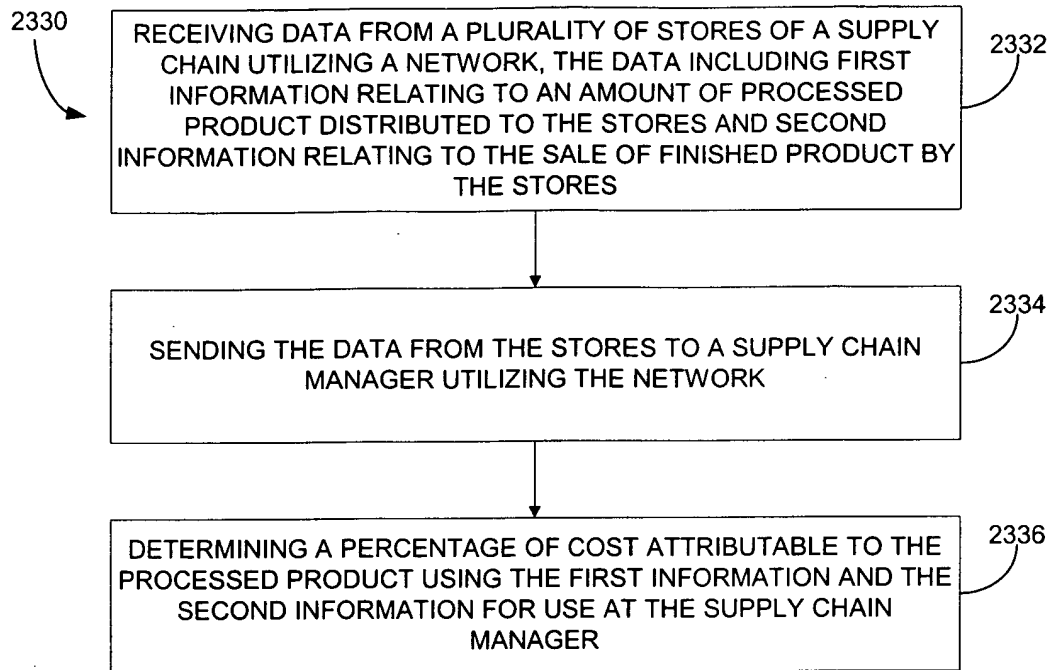 2330
RECEIVING DATA FROM A PLURALITY OF STORES OF A SUPPLY
CHAIN UTILIZING A NETWORK, THE DATA INCLUDING FIRST
INFORMATION RELATING TO AN AMOUNT OF PROCESSED
PRODUCT DISTRIBUTED TO THE STORES AND SECOND
INFORMATION RELATING TO THE SALE OF FINISHED PRODUCT BY
THE STORES
2332
SENDING THE DATA FROM THE STORES TO A SUPPLY CHAIN
MANAGER UTILIZING THE NETWORK
2334
DETERMINING A PERCENTAGE OF COST ATTRIBUTABLE TO THE
PROCESSED PRODUCT USING THE FIRST INFORMATION AND THE
SECOND INFORMATION FOR USE AT THE SUPPLY CHAIN
MANAGER
2336